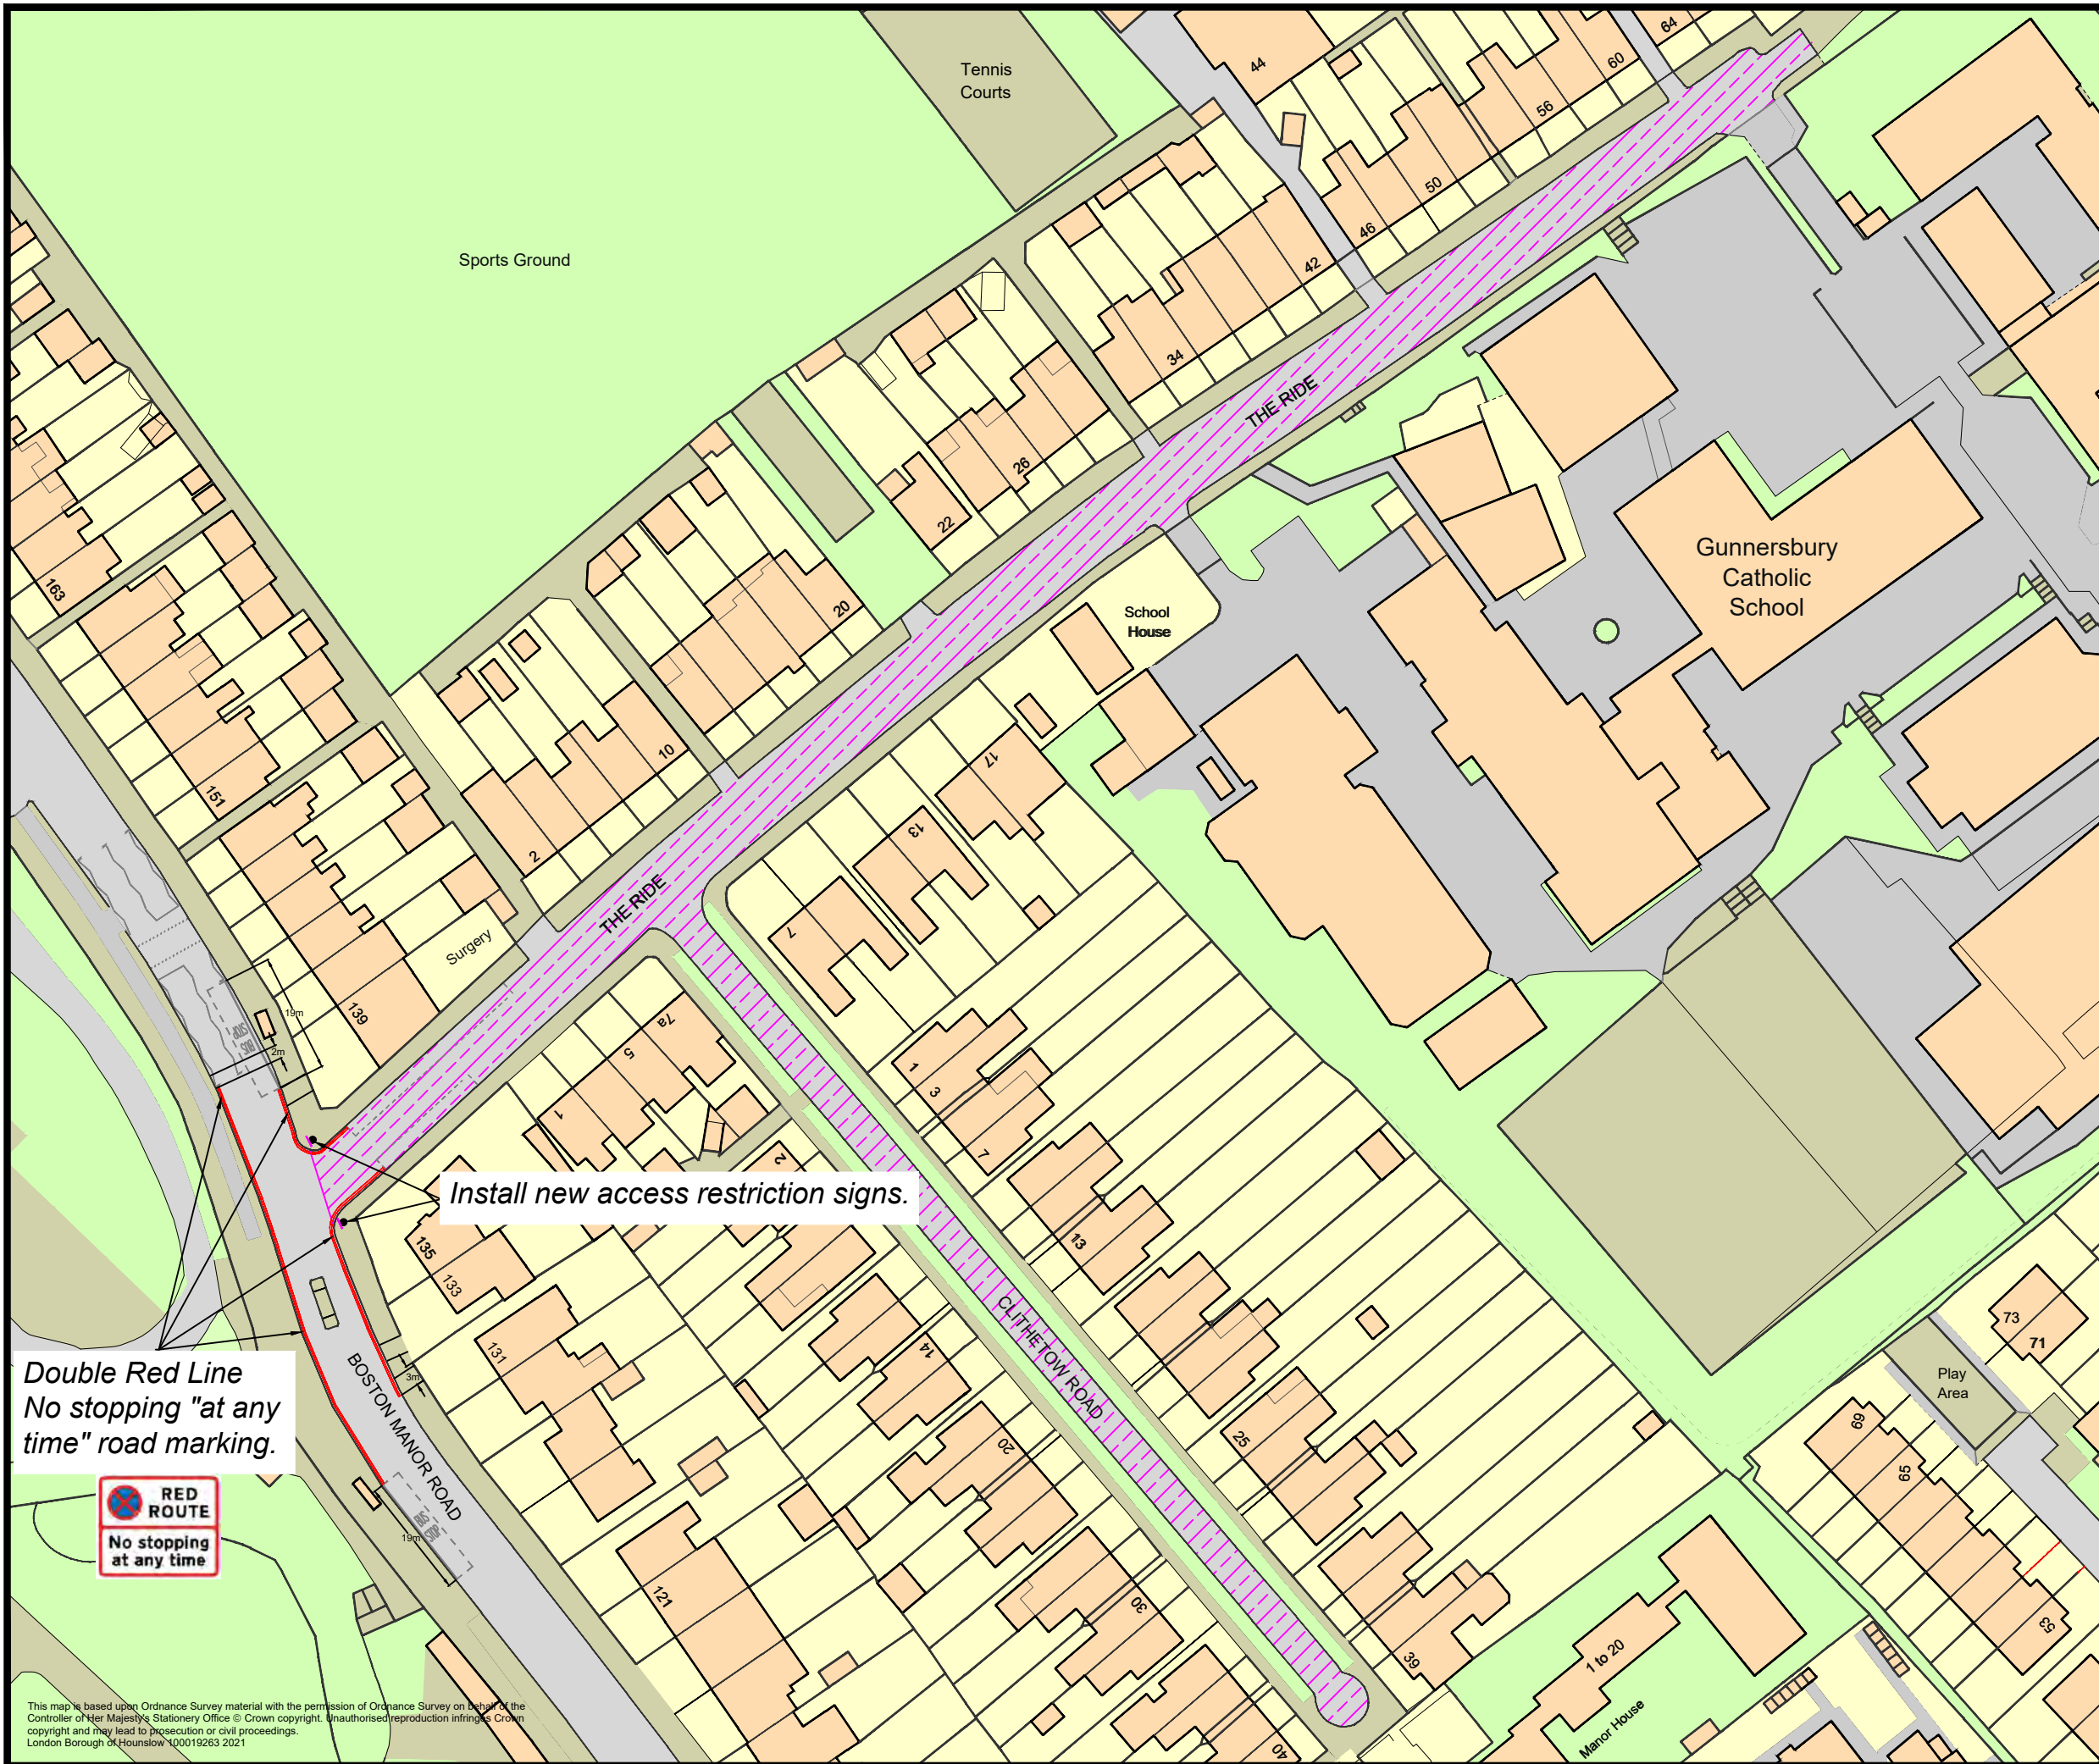 Tennis
Courts
Sports Ground
44
64
60
56
50
46
42
34
26
22
20
10
2
THE RIDE
THE RIDE
School
House
Gunnersbury
Catholic
School
163
151
139
Surgery
19m
2m
BUS
STOP
17
13
7
7a
5
1
2
1
3
7
13
25
39
14
20
30
40
135
133
131
121
CLITHETOW ROAD
BOSTON MANOR ROAD
3m
19m
BUS
STOP
Install new access restriction signs.
Double Red Line
No stopping "at any
time" road marking.
RED
ROUTE
No stopping
at any time
73
71
Play
Area
69
65
53
1 to 20
Manor House
This map is based upon Ordnance Survey material with the permission of Ordnance Survey on behalf of the
Controller of Her Majesty's Stationery Office © Crown copyright. Unauthorised reproduction infringes Crown
copyright and may lead to prosecution or civil proceedings.
London Borough of Hounslow 100019263 2021